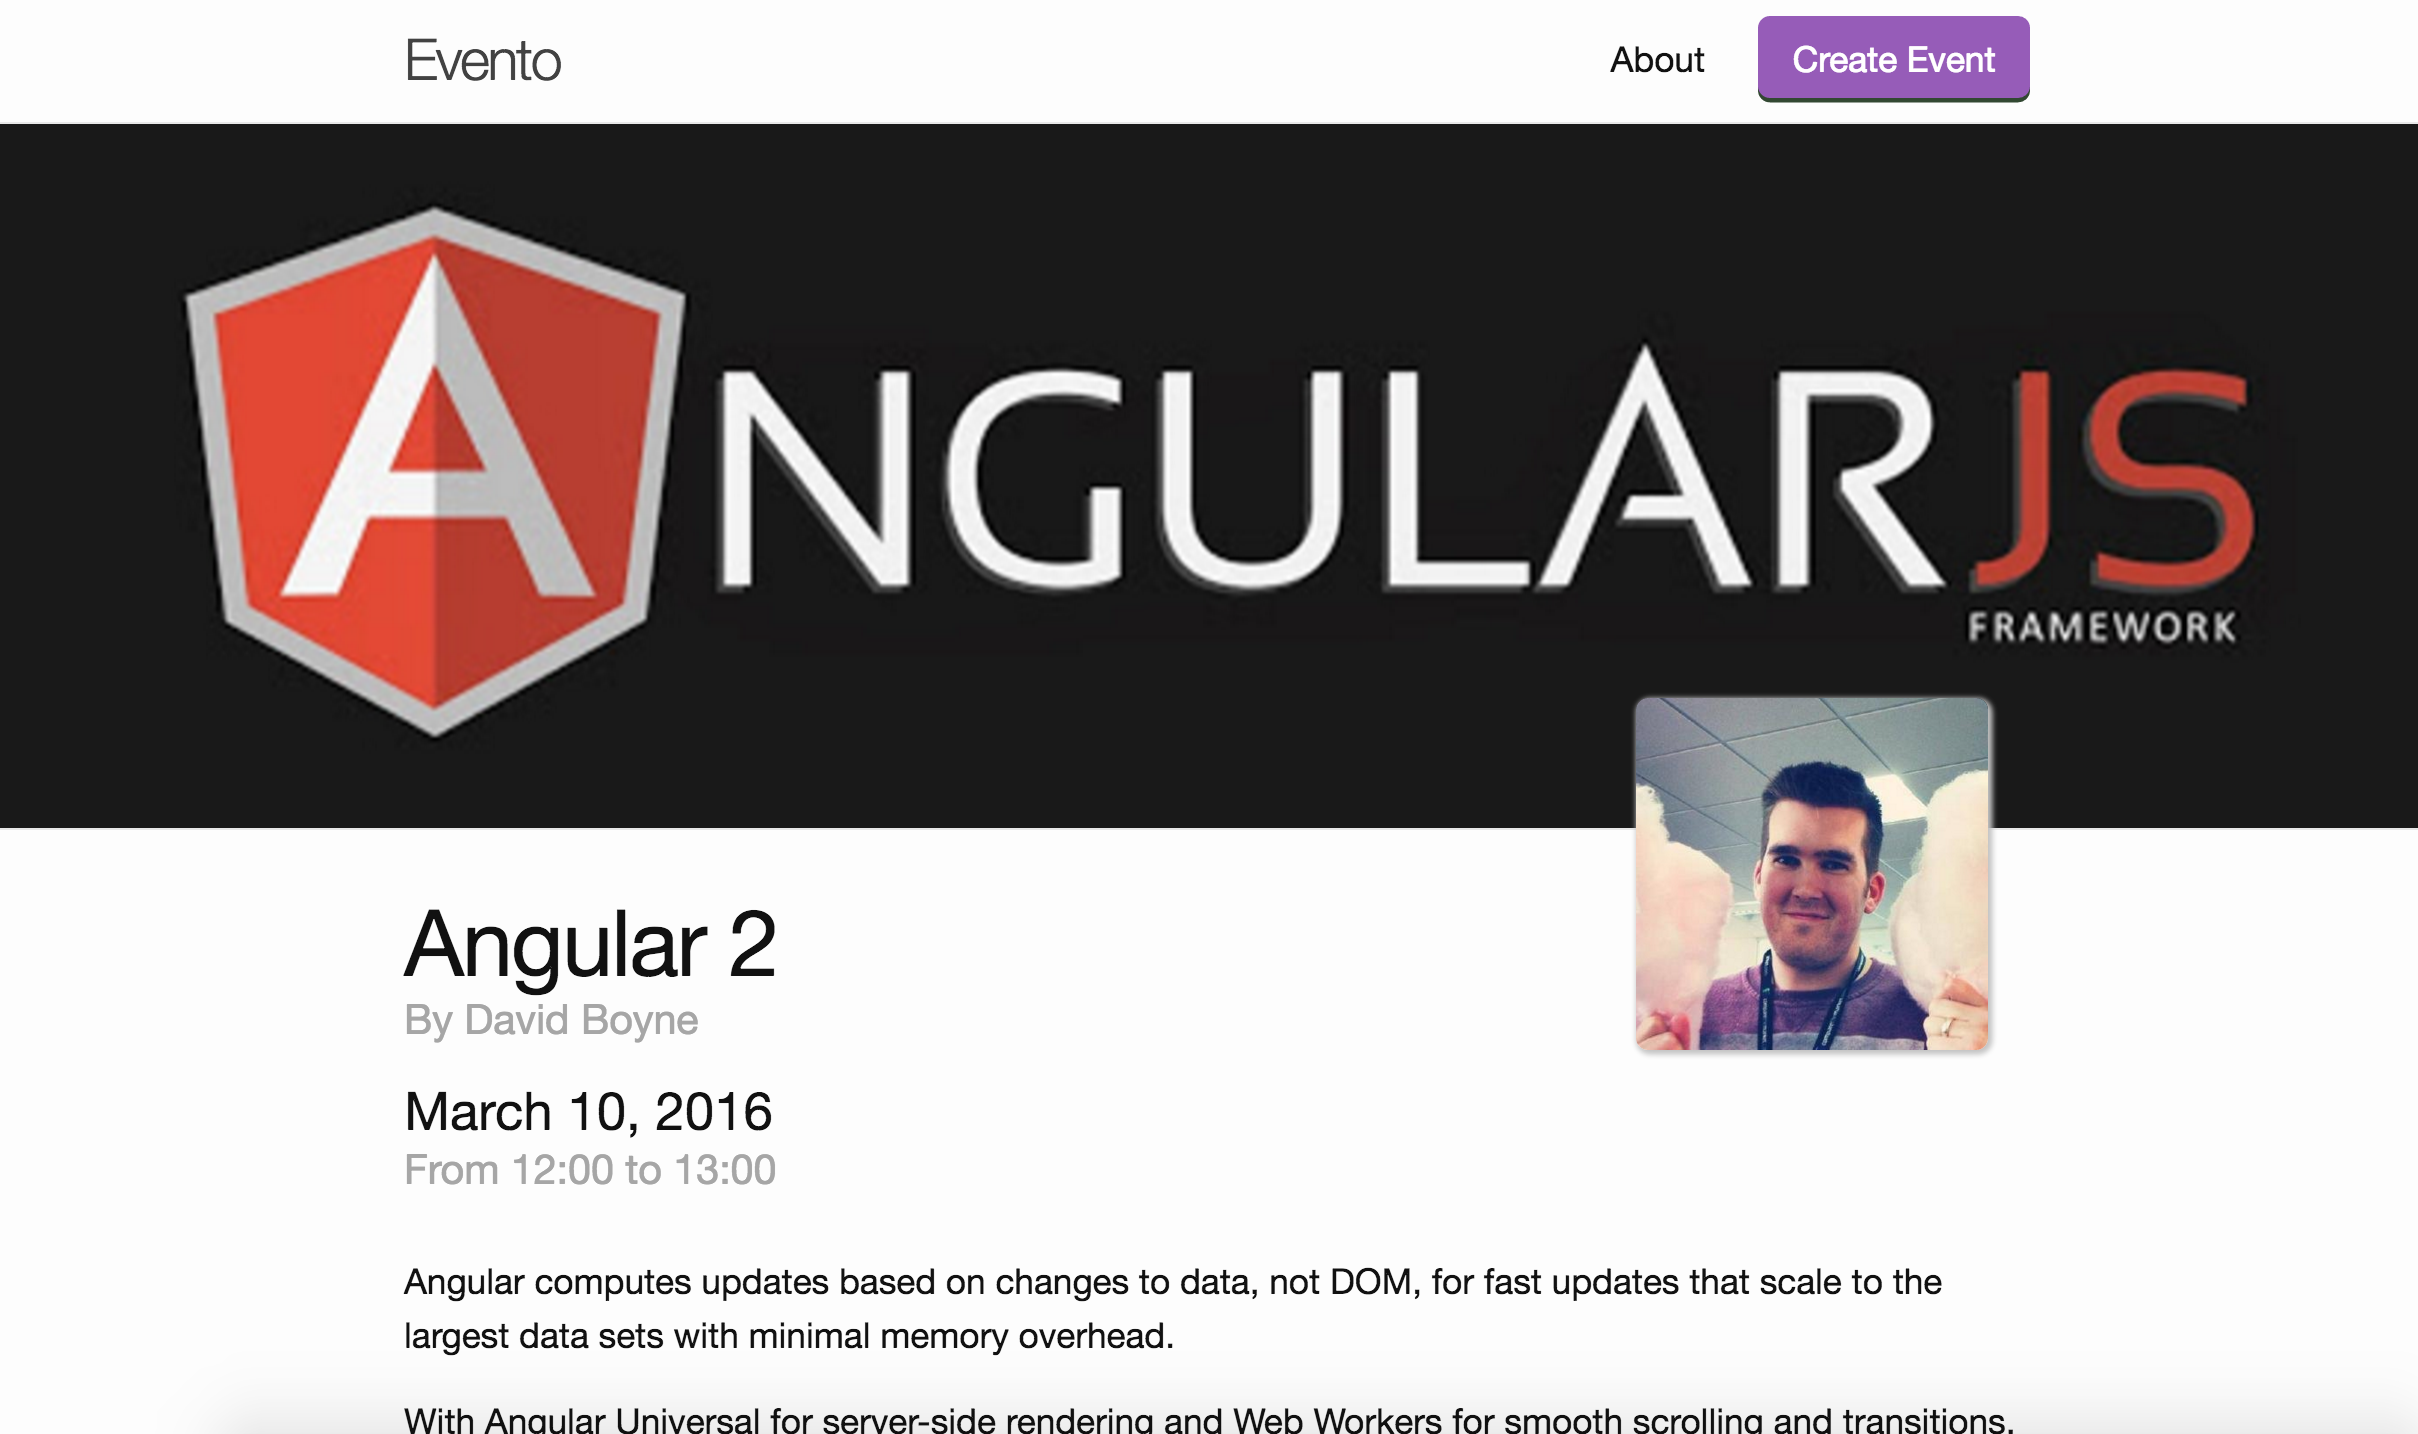 Evento
About
Create Event
ANGULARJS
FRAMEWORK
Angular 2
By David Boyne
March 10, 2016
From 12:00 to 13:00
Angular computes updates based on changes to data, not DOM, for fast updates that scale to the
largest data sets with minimal memory overhead.
With Angular Universal for server-side rendering and Web Workers for smooth scrolling and transitions,